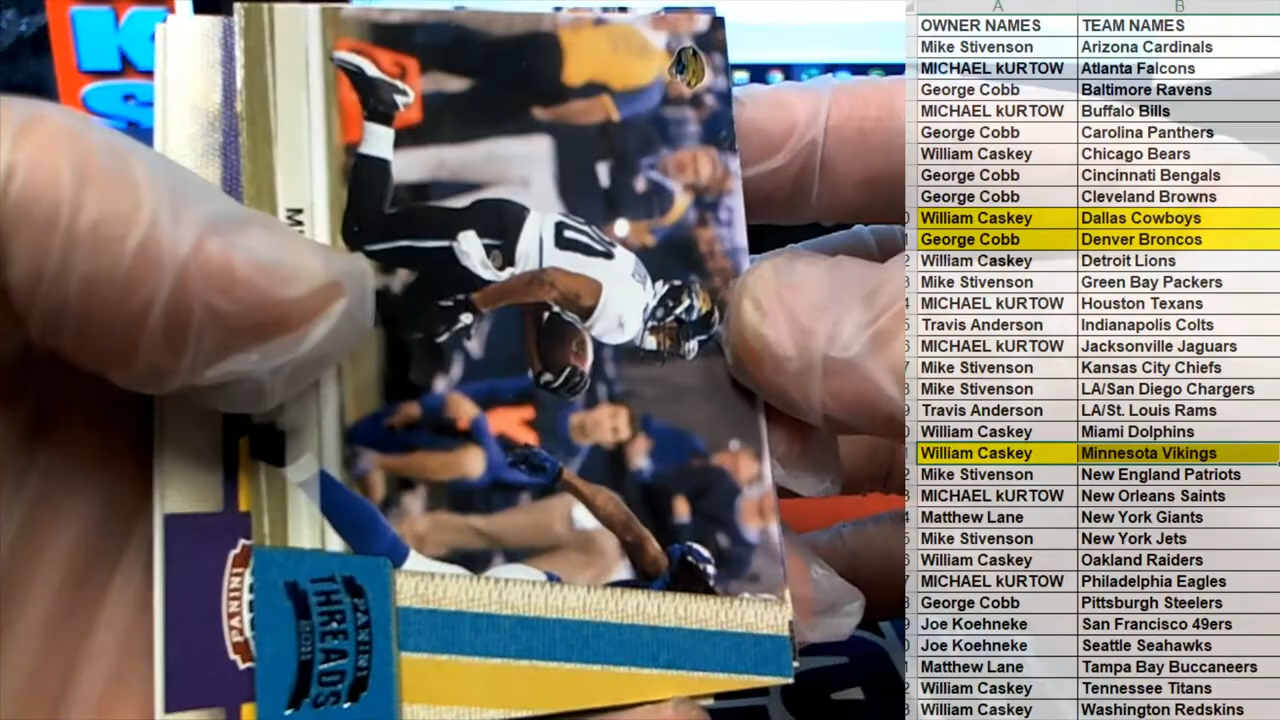 A B
OWNER NAMES TEAM NAMES
Mike Stivenson Arizona Cardinals
MICHAEL kURTOW Atlanta Falcons
George Cobb Baltimore Ravens
MICHAEL kURTOW Buffalo Bills
George Cobb Carolina Panthers
William Caskey Chicago Bears
George Cobb Cincinnati Bengals
George Cobb Cleveland Browns
William Caskey Dallas Cowboys
George Cobb Denver Broncos
William Caskey Detroit Lions
Mike Stivenson Green Bay Packers
MICHAEL kURTOW Houston Texans
Travis Anderson Indianapolis Colts
MICHAEL kURTOW Jacksonville Jaguars
Mike Stivenson Kansas City Chiefs
Mike Stivenson LA/San Diego Chargers
Travis Anderson LA/St. Louis Rams
William Caskey Miami Dolphins
William Caskey Minnesota Vikings
Mike Stivenson New England Patriots
MICHAEL kURTOW New Orleans Saints
Matthew Lane New York Giants
Mike Stivenson New York Jets
William Caskey Oakland Raiders
MICHAEL kURTOW Philadelphia Eagles
George Cobb Pittsburgh Steelers
Joe Koehneke San Francisco 49ers
Joe Koehneke Seattle Seahawks
Matthew Lane Tampa Bay Buccaneers
William Caskey Tennessee Titans
William Caskey Washington Redskins
PANINI
PANINI
THREADS
2011